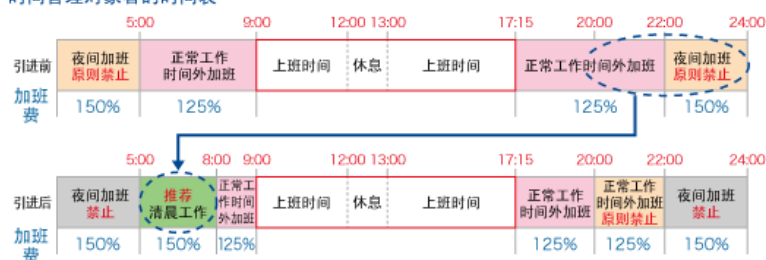 5:00 9:00 12:00 13:00 17:15 20:00 22:00 24:00
引进前
夜间加班
原则禁止
正常工作
时间外加班
上班时间
休息
上班时间
正常工作时间外加班
夜间加班
原则禁止
加班
费
150% 125% 125% 150%
5:00 8:00 9:00 12:00 13:00 17:15 20:00 22:00 24:00
引进后
夜间加班
禁止
推荐
清晨工作
正常工
作时间
外加班
上班时间
休息
上班时间
正常工作
时间外加班
正常工作
时间外加班
原则禁止
夜间加班
禁止
加班
费
150% 150% 125% 125% 125% 150%